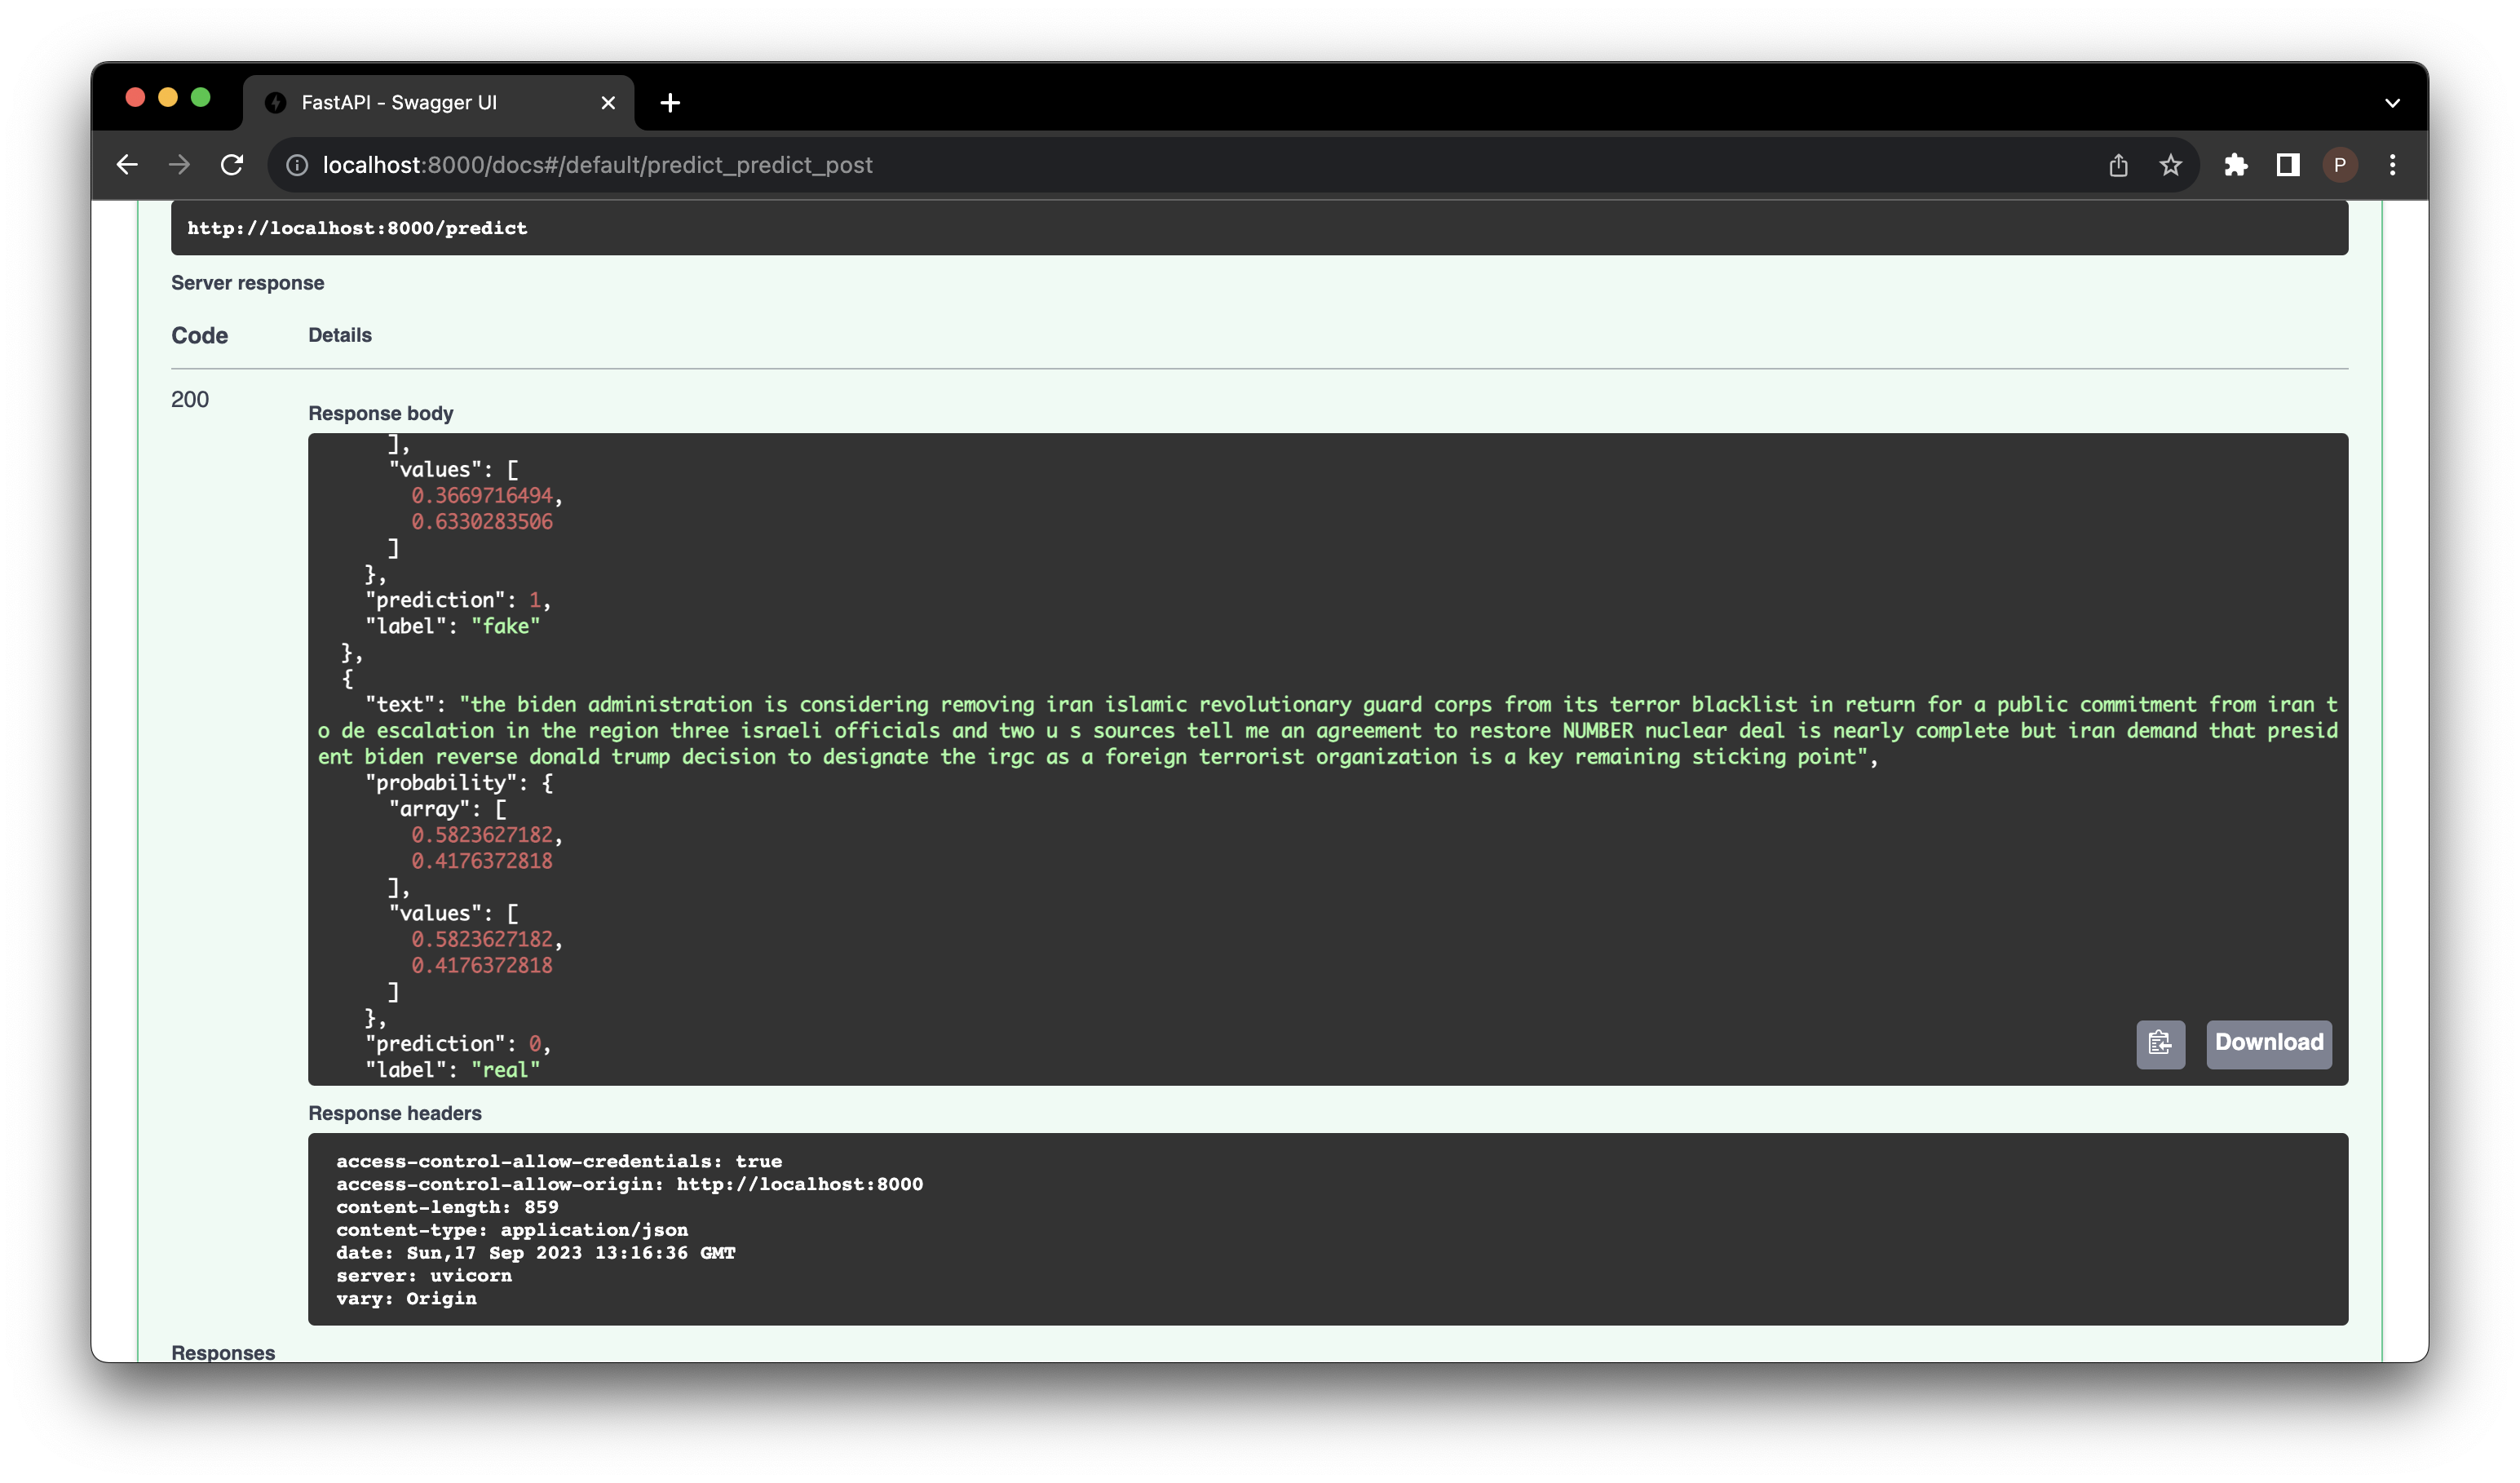 FastAPI - Swagger UI
localhost:8000/docs#/default/predict_predict_post
P
http://localhost:8000/predict
Server response
Code Details
200
Response body
],
"values": [
0.3669716494,
0.6330283506
]
},
"prediction": 1,
"label": "fake"
},
{
"text": "the biden administration is considering removing iran islamic revolutionary guard corps from its terror blacklist in return for a public commitment from iran t
o de escalation in the region three israeli officials and two u s sources tell me an agreement to restore NUMBER nuclear deal is nearly complete but iran demand that presid
ent biden reverse donald trump decision to designate the irgc as a foreign terrorist organization is a key remaining sticking point",
"probability": {
"array": [
0.5823627182,
0.4176372818
],
"values": [
0.5823627182,
0.4176372818
]
},
"prediction": 0,
"label": "real"
Download
Response headers
access-control-allow-credentials: true
access-control-allow-origin: http://localhost:8000
content-length: 859
content-type: application/json
date: Sun,17 Sep 2023 13:16:36 GMT
server: uvicorn
vary: Origin
Responses